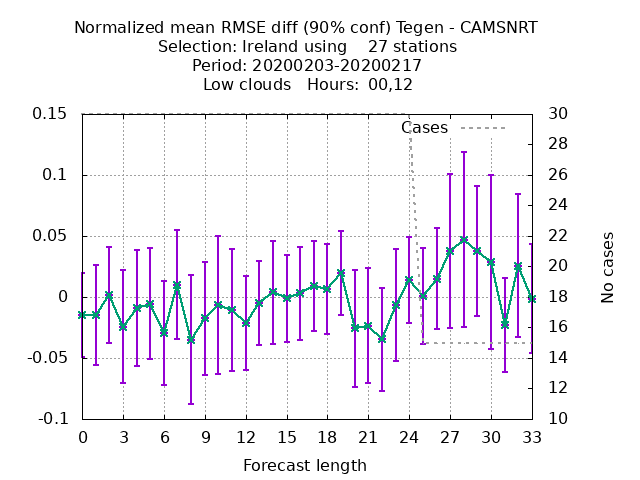 Normalized mean RMSE diff (90% conf) Tegen - CAMSNRT
Selection: Ireland using    27 stations
Period: 20200203-20200217
Low clouds   Hours: 00,12
0.15
0.1
0.05
0
-0.05
-0.1
Cases
30
28
26
24
22
20
18
16
14
12
10
No cases
0 3 6 9 12 15 18 21 24 27 30 33
Forecast length